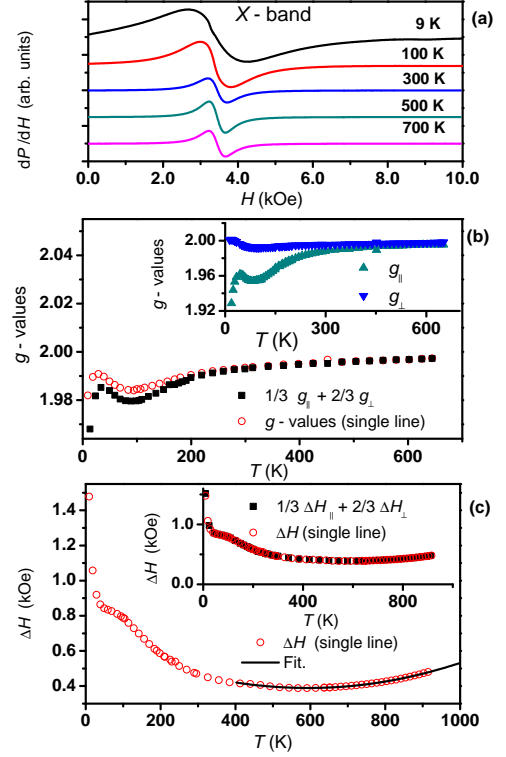 X - band
(a)
9 K
100 K
300 K
500 K
700 K
dP/dH (arb. units)
0.0 2.0 4.0 6.0 8.0 10.0
H (kOe)
(b)
2.04
2.02
2.00
1.98
g - values
2.00
1.96
1.92
g - values
g∥
g⊥
0 300 600
T (K)
1/3 g∥ + 2/3 g⊥
g - values (single line)
0 200 400 600
T (K)
(c)
1.4
1.2
1.0
0.8
0.6
0.4
ΔH (kOe)
1.0
0.5
0.0
ΔH (kOe)
1/3 ΔH∥ + 2/3 ΔH⊥
ΔH (single line)
0 400 800
T (K)
ΔH (single line)
Fit.
0 200 400 600 800 1000
T (K)